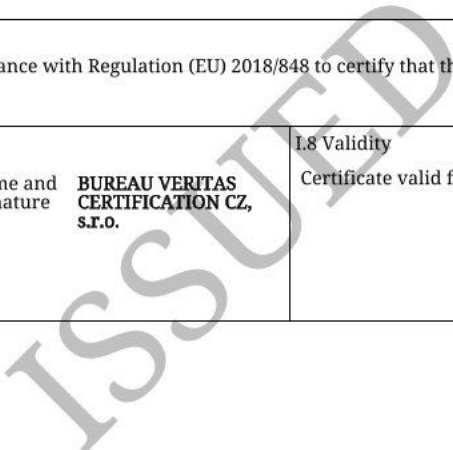 ance with Regulation (EU) 2018/848 to certify that th
I.8 Validity
me and BUREAU VERITAS
nature CERTIFICATION CZ,
s.r.o.
Certificate valid f
ISSUED